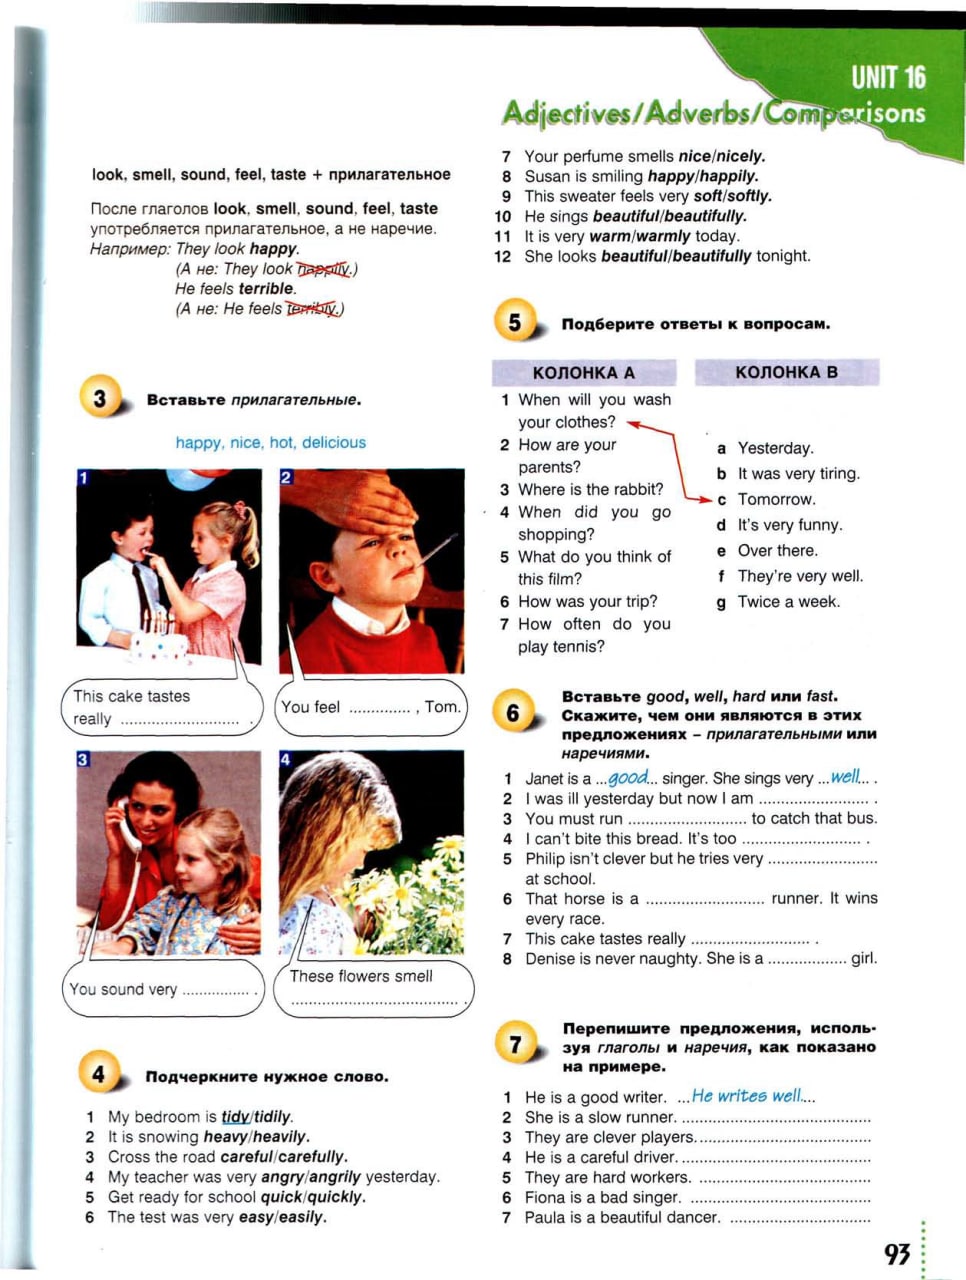 UNIT 16
Adjectives/Adverbs/Comparisons
look, smell, sound, feel, taste + прилагательное
После глаголов look, smell, sound, feel, taste
употребляется прилагательное, а не наречие.
Например: They look happy.
(А не: They look happily.)
He feels terrible.
(А не: He feels terribly.)
3 Вставьте прилагательные.
happy, nice, hot, delicious
1
2
This cake tastes
really .......................... .
You feel .............. , Tom.
3
4
You sound very ................ .
These flowers smell
..................................... .
4 Подчеркните нужное слово.
1 My bedroom is tidy/tidily.
2 It is snowing heavy/heavily.
3 Cross the road careful/carefully.
4 My teacher was very angry/angrily yesterday.
5 Get ready for school quick/quickly.
6 The test was very easy/easily.
7 Your perfume smells nice/nicely.
8 Susan is smiling happy/happily.
9 This sweater feels very soft/softly.
10 He sings beautiful/beautifully.
11 It is very warm/warmly today.
12 She looks beautiful/beautifully tonight.
5 Подберите ответы к вопросам.
КОЛОНКА А
1 When will you wash
your clothes?
2 How are your
parents?
3 Where is the rabbit?
4 When did you go
shopping?
5 What do you think of
this film?
6 How was your trip?
7 How often do you
play tennis?
КОЛОНКА В
a Yesterday.
b It was very tiring.
c Tomorrow.
d It's very funny.
e Over there.
f They're very well.
g Twice a week.
6 Вставьте good, well, hard или fast.
Скажите, чем они являются в этих
предложениях – прилагательными или
наречиями.
1 Janet is a ...good... singer. She sings very ...well... .
2 I was ill yesterday but now I am ........................ .
3 You must run .......................... to catch that bus.
4 I can't bite this bread. It's too .......................... .
5 Philip isn't clever but he tries very ........................
at school.
6 That horse is a .......................... runner. It wins
every race.
7 This cake tastes really .......................... .
8 Denise is never naughty. She is a ................. girl.
7 Перепишите предложения, исполь-
зуя глаголы и наречия, как показано
на примере.
1 He is a good writer. ...He writes well....
2 She is a slow runner. ..........................................
3 They are clever players. ......................................
4 He is a careful driver. ..........................................
5 They are hard workers. ......................................
6 Fiona is a bad singer. .......................................
7 Paula is a beautiful dancer. ...............................
93